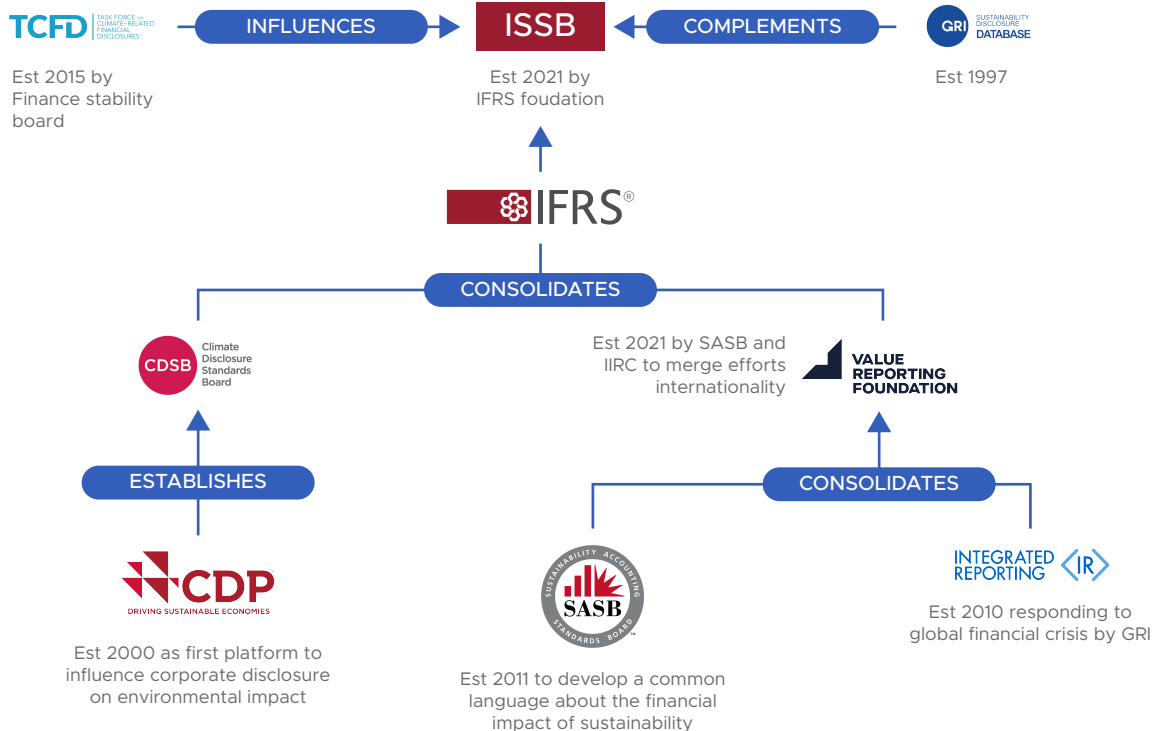 TCFD
TASK FORCE ON
CLIMATE-RELATED
FINANCIAL
DISCLOSURES
INFLUENCES
ISSB
COMPLEMENTS
GRI
SUSTAINABILITY
DISCLOSURE
DATABASE
Est 2015 by
Finance stability
board
Est 2021 by
IFRS foudation
Est 1997
IFRS®
CONSOLIDATES
CDSB
Climate
Disclosure
Standards
Board
Est 2021 by SASB and
IIRC to merge efforts
internationality
VALUE
REPORTING
FOUNDATION
ESTABLISHES
CONSOLIDATES
CDP
DRIVING SUSTAINABLE ECONOMIES
Est 2000 as first platform to
influence corporate disclosure
on environmental impact
SUSTAINABILITY ACCOUNTING
SASB
STANDARDS BOARD
™
Est 2011 to develop a common
language about the financial
impact of sustainability
INTEGRATED
REPORTING
<IR>
Est 2010 responding to
global financial crisis by GRI